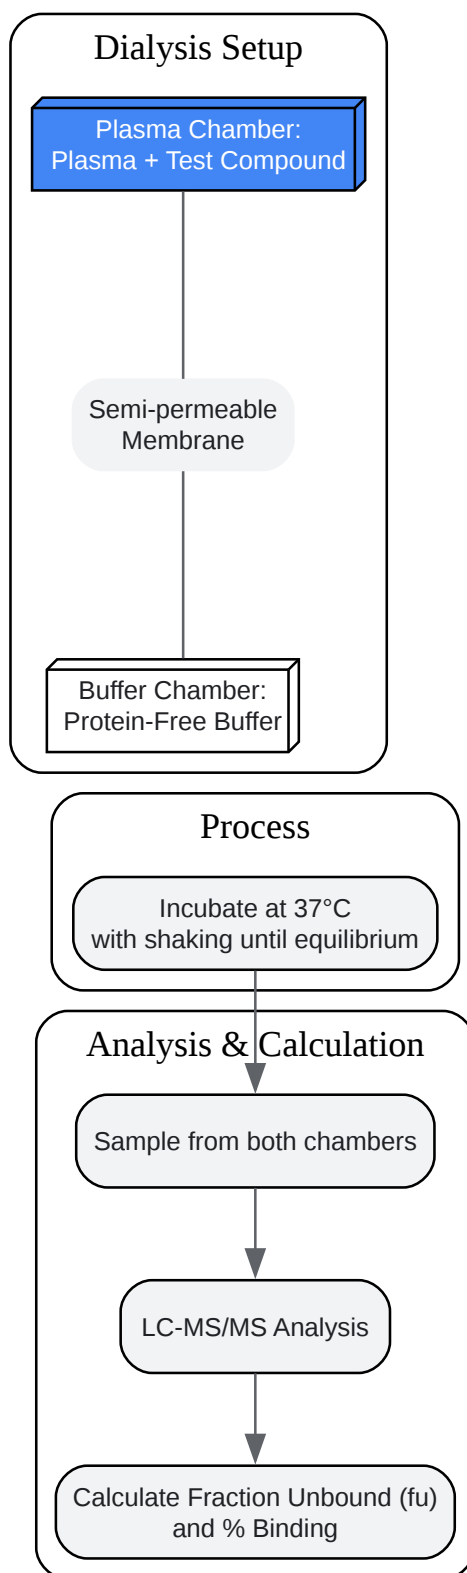 Dialysis Setup
Plasma Chamber:
Plasma + Test Compound
Semi-permeable
Membrane
Buffer Chamber:
Protein-Free Buffer
Process
Incubate at 37°C
with shaking until equilibrium
Analysis & Calculation
Sample from both chambers
LC-MS/MS Analysis
Calculate Fraction Unbound (fu)
and % Binding